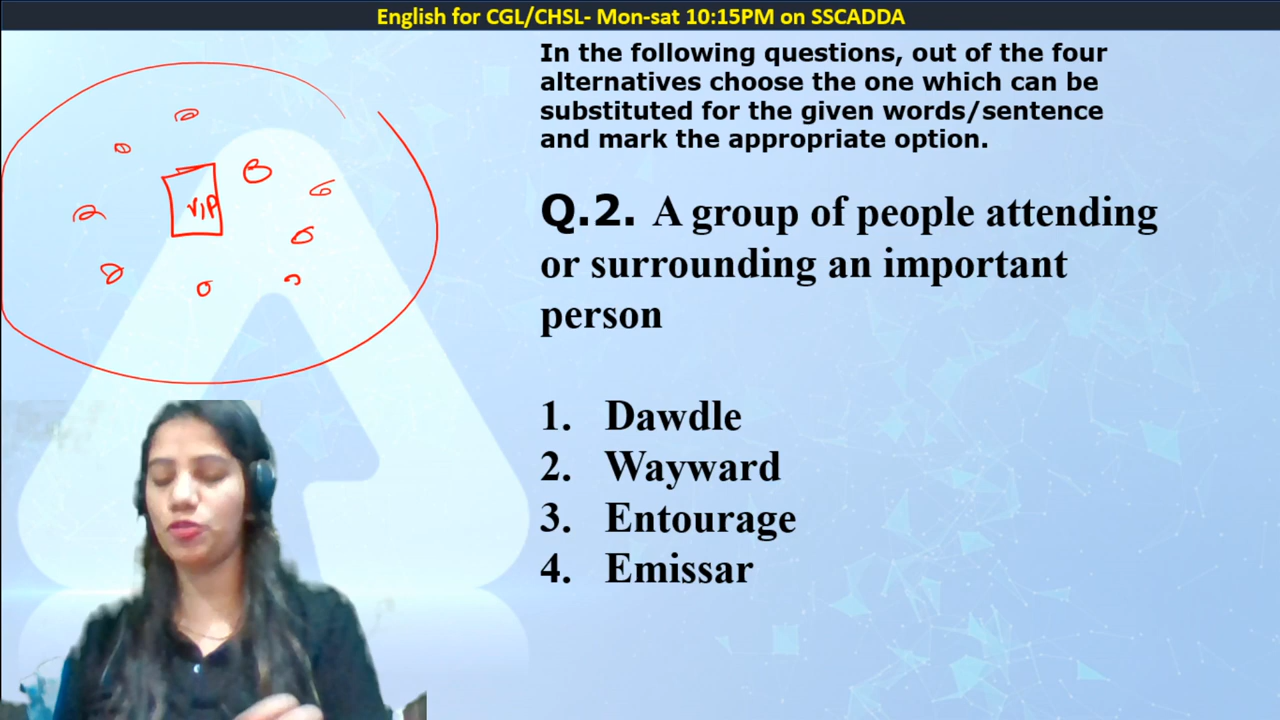 English for CGL/CHSL- Mon-sat 10:15PM on SSCADDA
In the following questions, out of the four
alternatives choose the one which can be
substituted for the given words/sentence
and mark the appropriate option.
VIP
Q.2. A group of people attending
or surrounding an important
person
1. Dawdle
2. Wayward
3. Entourage
4. Emissar